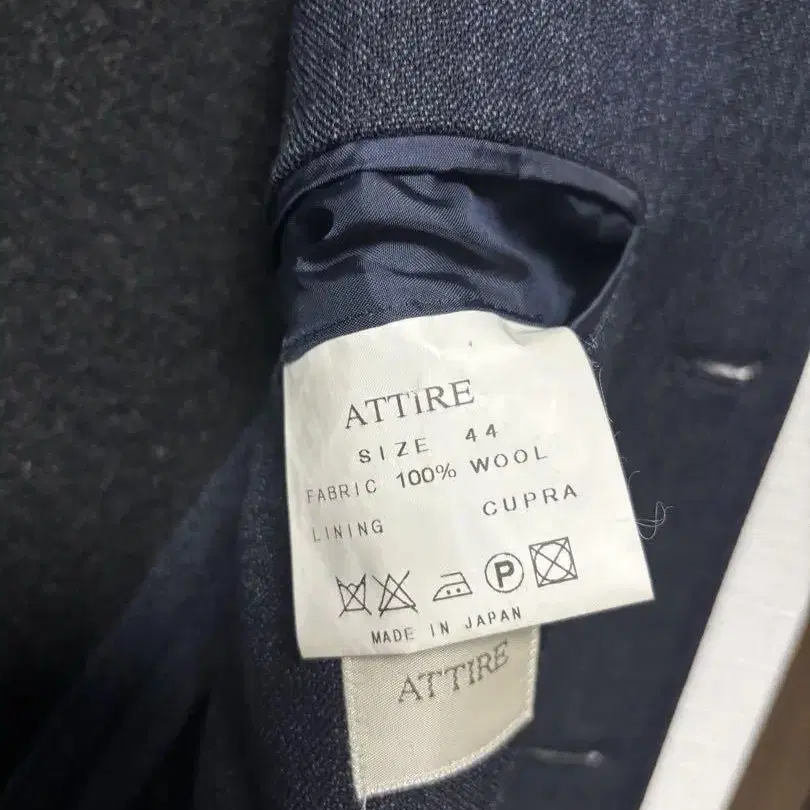 ATTIRE
SIZE 44
FABRIC 100% WOOL
LINING CUPRA
P
MADE IN JAPAN
ATTIRE